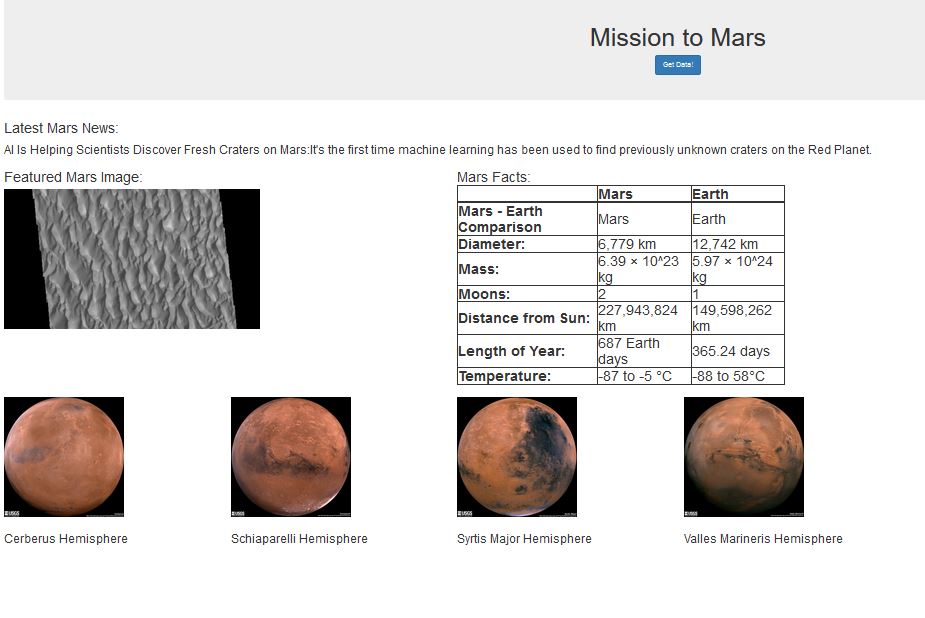 Mission to Mars
Get Data!
Latest Mars News:
AI Is Helping Scientists Discover Fresh Craters on Mars:It's the first time machine learning has been used to find previously unknown craters on the Red Planet.
Featured Mars Image:
Mars Facts:
Mars Earth
Mars - Earth Comparison Mars Earth
Diameter: 6,779 km 12,742 km
Mass: 6.39 × 10^23 kg 5.97 × 10^24 kg
Moons: 2 1
Distance from Sun: 227,943,824 km 149,598,262 km
Length of Year: 687 Earth days 365.24 days
Temperature: -87 to -5 °C -88 to 58°C
USGS
USGS
USGS
USGS
Cerberus Hemisphere
Schiaparelli Hemisphere
Syrtis Major Hemisphere
Valles Marineris Hemisphere